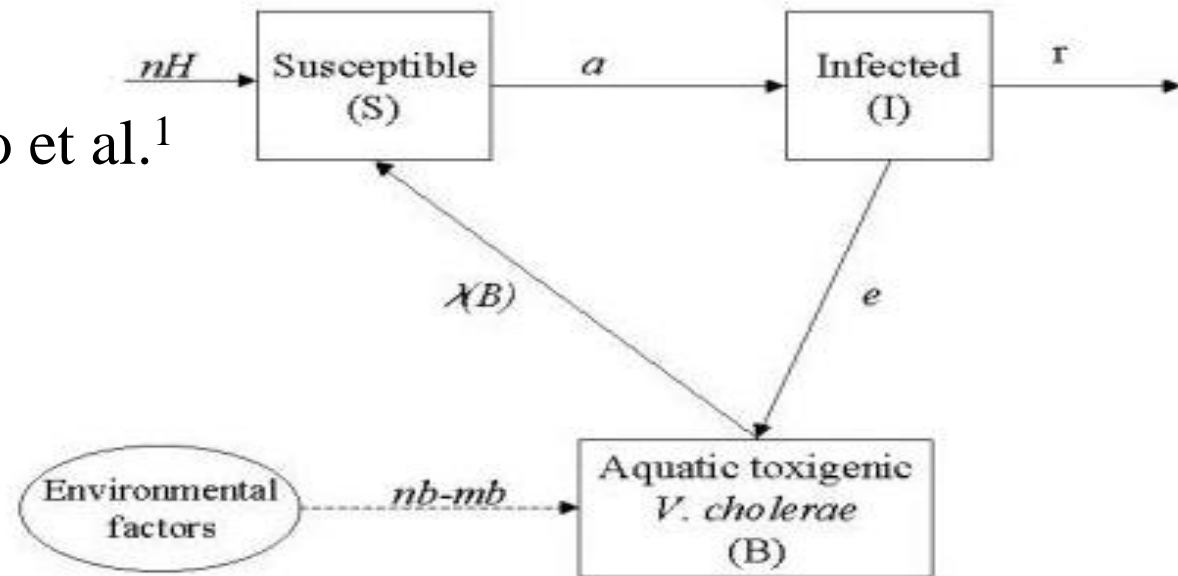 nH
Susceptible
(S)
a
Infected
(I)
r
et al.¹
λ(B)
e
Environmental
factors
nb-mb
Aquatic toxigenic
V. cholerae
(B)